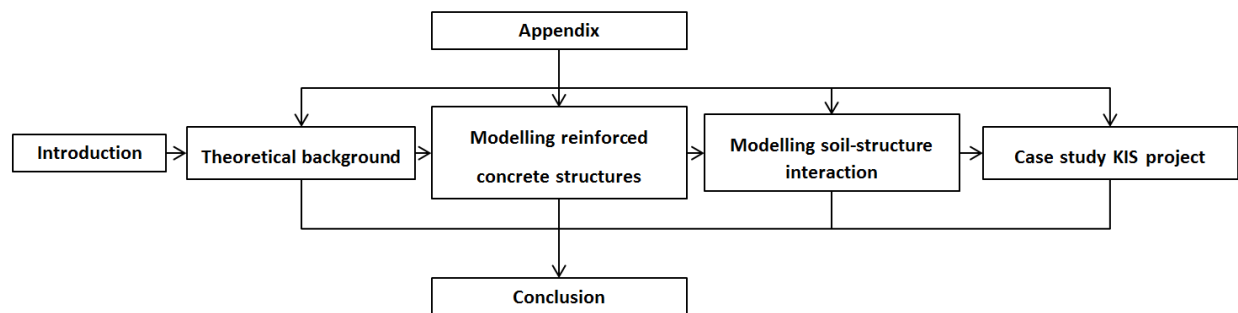 Appendix
Introduction
Theoretical background
Modelling reinforced
concrete structures
Modelling soil-structure
interaction
Case study KIS project
Conclusion